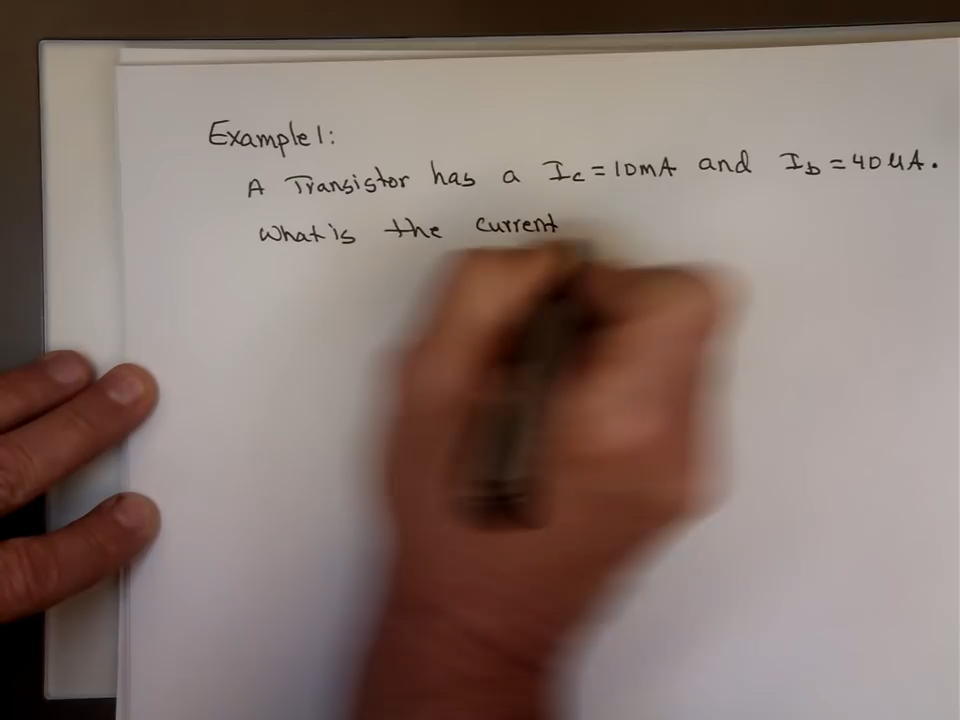 Example 1:
A Transistor has a Ic = 10mA and Ib = 40uA.
What is the current